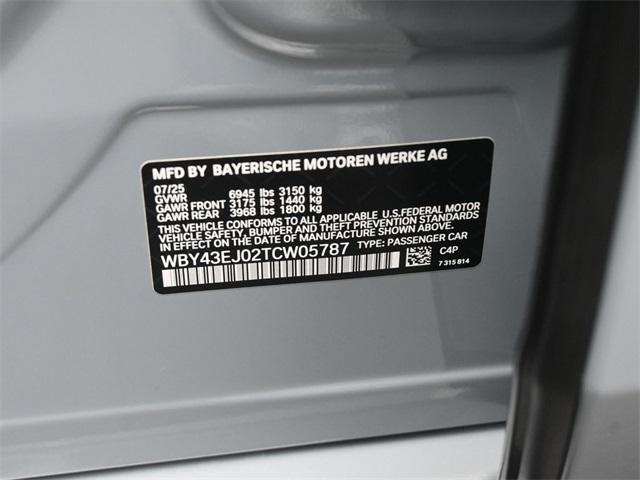 MFD BY BAYERISCHE MOTOREN WERKE AG
07/25
GVWR 6945 lbs 3150 kg
GAWR FRONT 3175 lbs 1440 kg
GAWR REAR 3968 lbs 1800 kg
THIS VEHICLE CONFORMS TO ALL APPLICABLE U.S.FEDERAL MOTOR
VEHICLE SAFETY, BUMPER, AND THEFT PREVENTION STANDARDS
IN EFFECT ON THE DATE OF MANUFACTURE SHOWN ABOVE.
WBY43EJ02TCW05787 TYPE: PASSENGER CAR
C4P
7 315 814